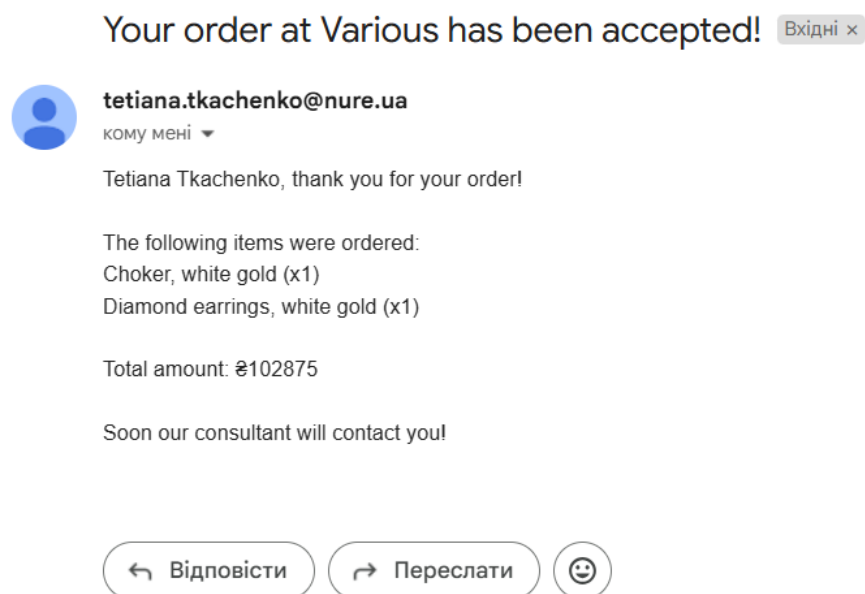 Your order at Various has been accepted! Вхідні ×
tetiana.tkachenko@nure.ua
кому мені
Tetiana Tkachenko, thank you for your order!
The following items were ordered:
Choker, white gold (x1)
Diamond earrings, white gold (x1)
Total amount: ₴102875
Soon our consultant will contact you!
Відповісти Переслати